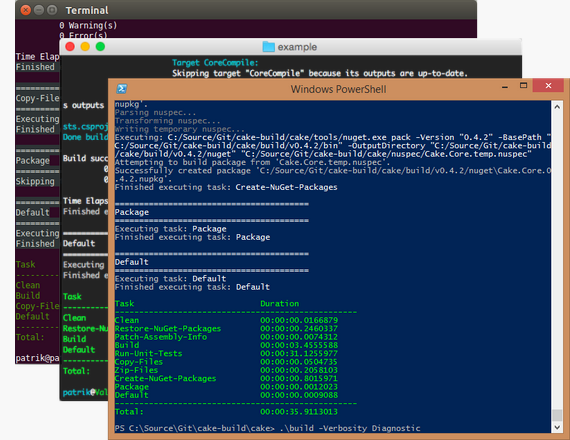 Terminal
0 Warning(s)
0 Error(s)
Time Elap
Finished
Copy-File
Executing
Finished
Package
Skipping
Default
Executing
Finished
Task
Clean
Build
Copy-File
Default
Total:
patrik@pa
example
Target CoreCompile:
Skipping target "CoreCompile" because its outputs are up-to-date.
s outputs
sts.csproj
Done build
Build succ
Time Elaps
Finished e
Default
Executing
Finished e
Task
Clean
Restore-Nu
Build
Default
Total:
patrik@Val
Windows PowerShell
nupkg'.
Parsing nuspec...
Transforming nuspec...
Writing temporary nuspec...
Executing: C:/Source/Git/cake-build/cake/tools/nuget.exe pack -Version "0.4.2" -BasePath "
C:/Source/Git/cake-build/cake/build/v0.4.2/bin" -OutputDirectory "C:/Source/Git/cake-build
/cake/build/v0.4.2/nuget" "C:/Source/Git/cake-build/cake/nuspec/Cake.Core.temp.nuspec"
Attempting to build package from 'Cake.Core.temp.nuspec'.
Successfully created package 'C:/Source/Git/cake-build/cake/build/v0.4.2/nuget\Cake.Core.0
.4.2.nupkg'.
Finished executing task: Create-NuGet-Packages
========================================
Package
========================================
Executing task: Package
Finished executing task: Package
========================================
Default
========================================
Executing task: Default
Finished executing task: Default
Task Duration
--------------------------------------------------
Clean 00:00:00.0166879
Restore-NuGet-Packages 00:00:00.2460337
Patch-Assembly-Info 00:00:00.0074312
Build 00:00:03.4555588
Run-Unit-Tests 00:00:31.1255977
Copy-Files 00:00:00.0504735
Zip-Files 00:00:00.2058103
Create-NuGet-Packages 00:00:00.8015971
Package 00:00:00.0012023
Default 00:00:00.0009088
--------------------------------------------------
Total: 00:00:35.9113013
PS C:\Source\Git\cake-build\cake> .\build -Verbosity Diagnostic